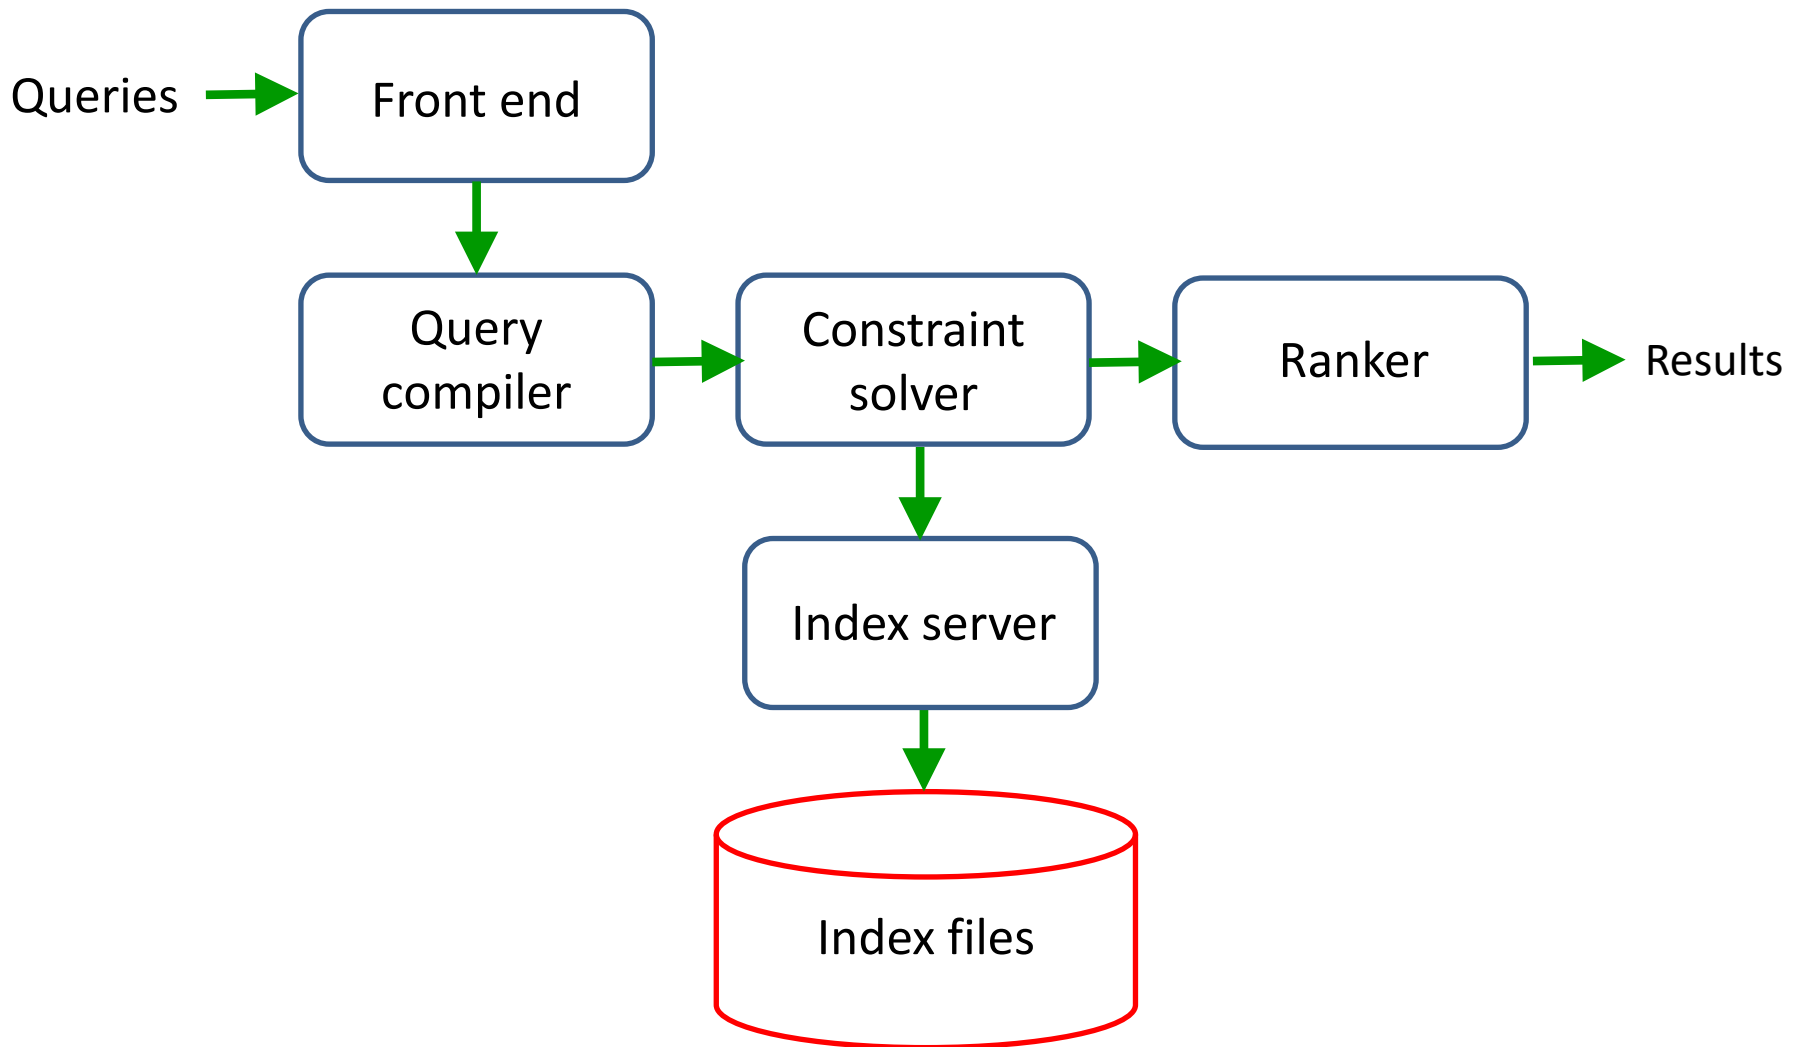 Queries
Front end
Query
compiler
Constraint
solver
Ranker
Results
Index server
Index files